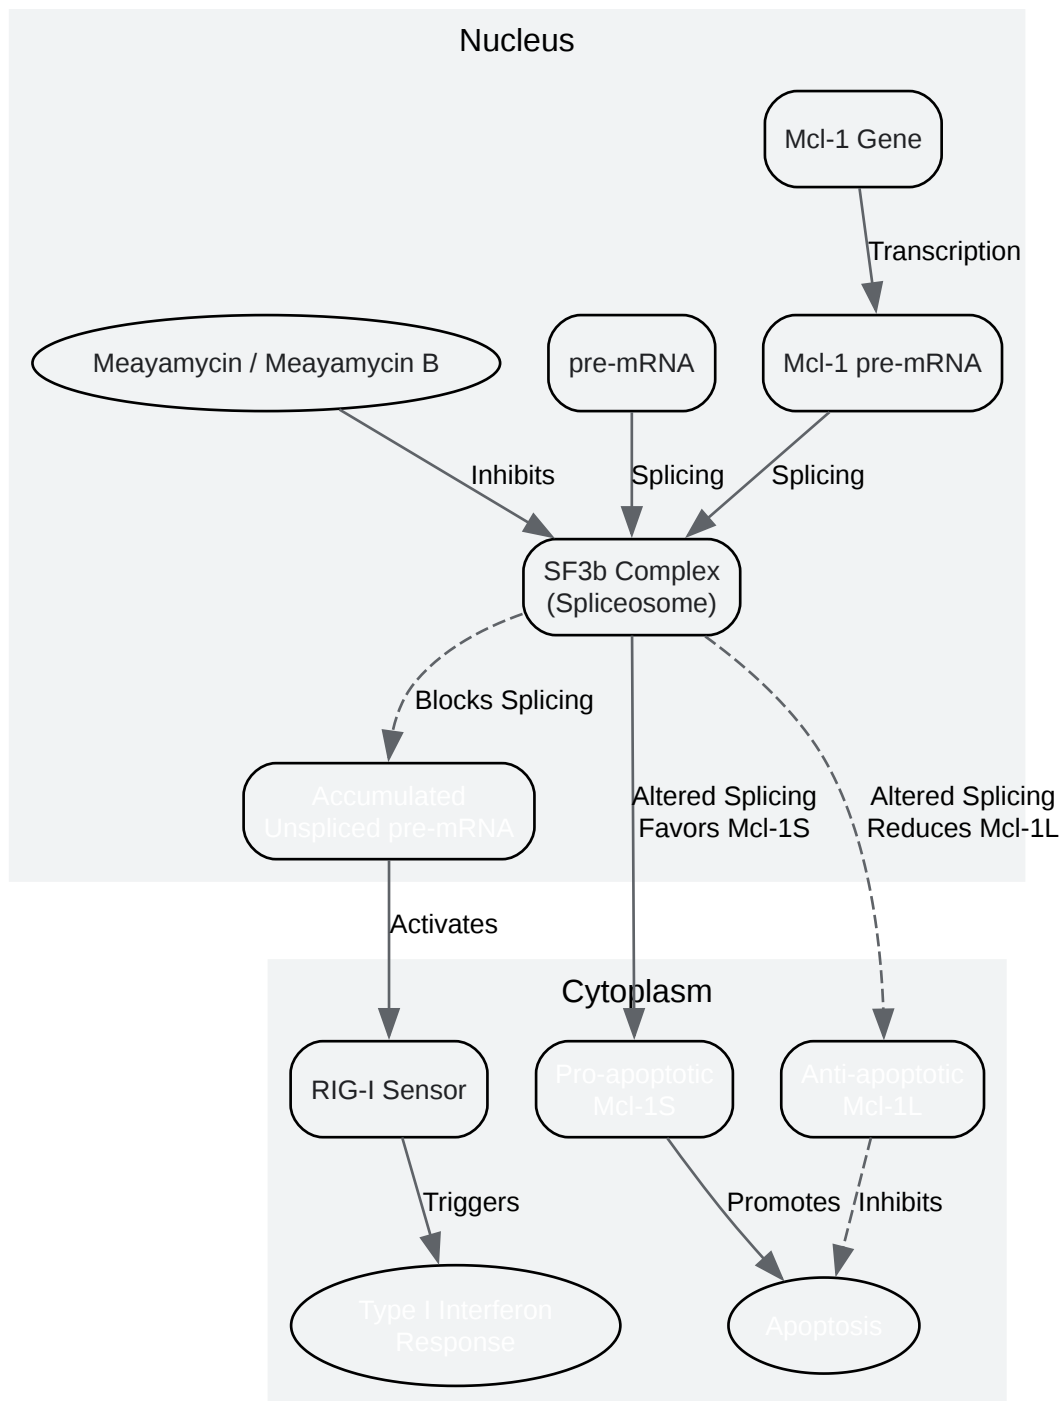 Nucleus
Mcl-1 Gene
Transcription
Meayamycin / Meayamycin B
pre-mRNA
Mcl-1 pre-mRNA
Inhibits
Splicing
Splicing
SF3b Complex
(Spliceosome)
Blocks Splicing
Accumulated
Unspliced pre-mRNA
Altered Splicing
Favors Mcl-1S
Altered Splicing
Reduces Mcl-1L
Activates
Cytoplasm
RIG-I Sensor
Pro-apoptotic
Mcl-1S
Anti-apoptotic
Mcl-1L
Triggers
Promotes
Inhibits
Type I Interferon
Response
Apoptosis